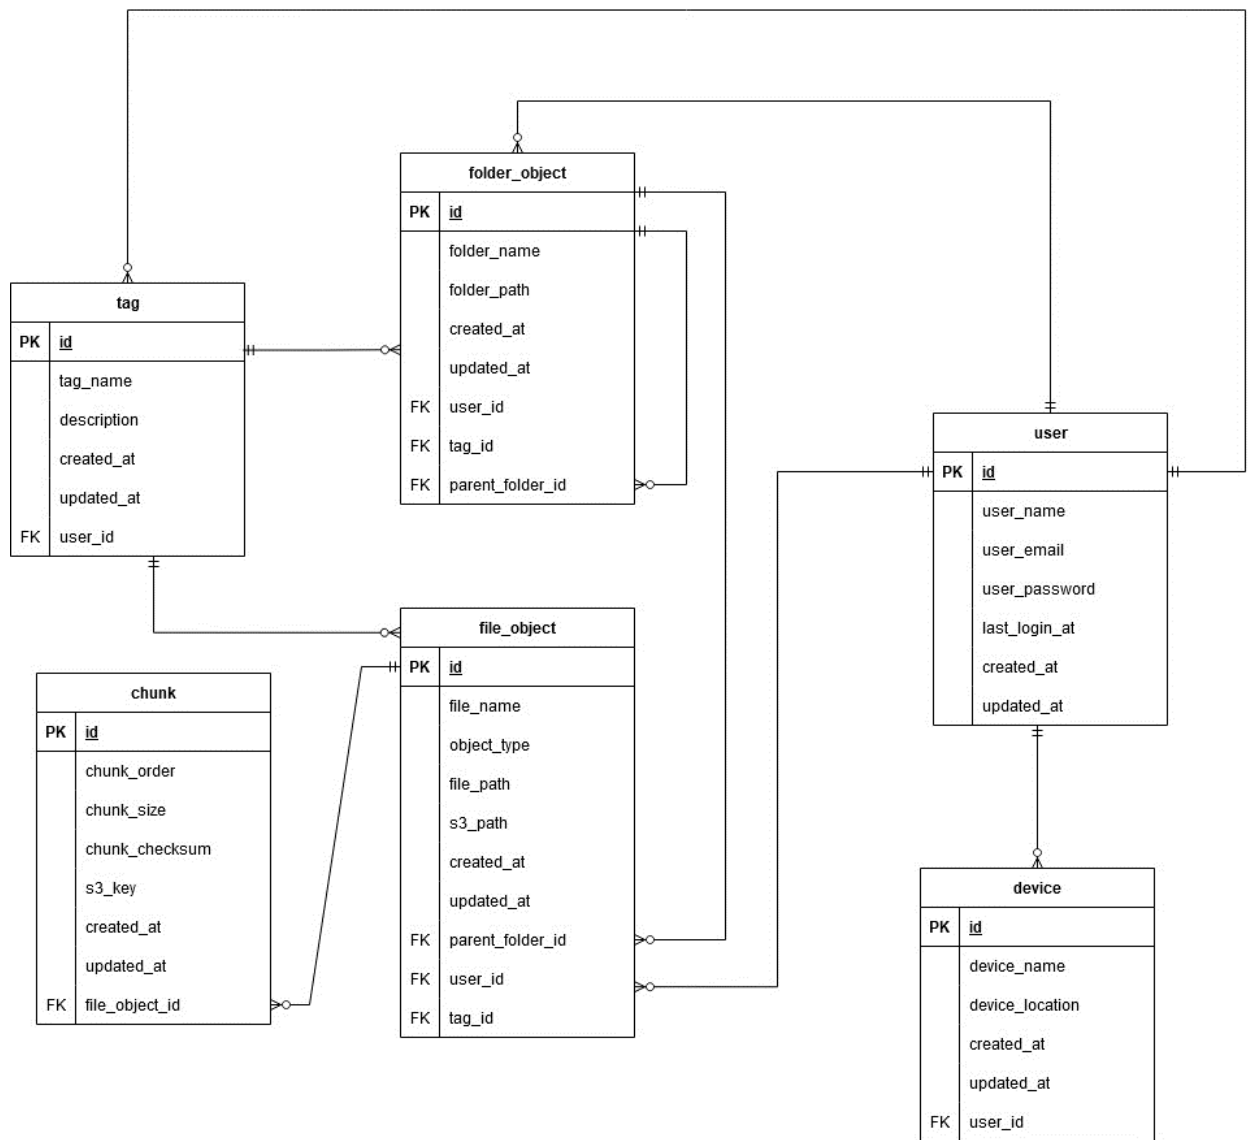 folder_object
PK id
folder_name
folder_path
created_at
updated_at
FK user_id
FK tag_id
FK parent_folder_id
tag
PK id
tag_name
description
created_at
updated_at
FK user_id
user
PK id
user_name
user_email
user_password
last_login_at
created_at
updated_at
file_object
PK id
file_name
object_type
file_path
s3_path
created_at
updated_at
FK parent_folder_id
FK user_id
FK tag_id
chunk
PK id
chunk_order
chunk_size
chunk_checksum
s3_key
created_at
updated_at
FK file_object_id
device
PK id
device_name
device_location
created_at
updated_at
FK user_id